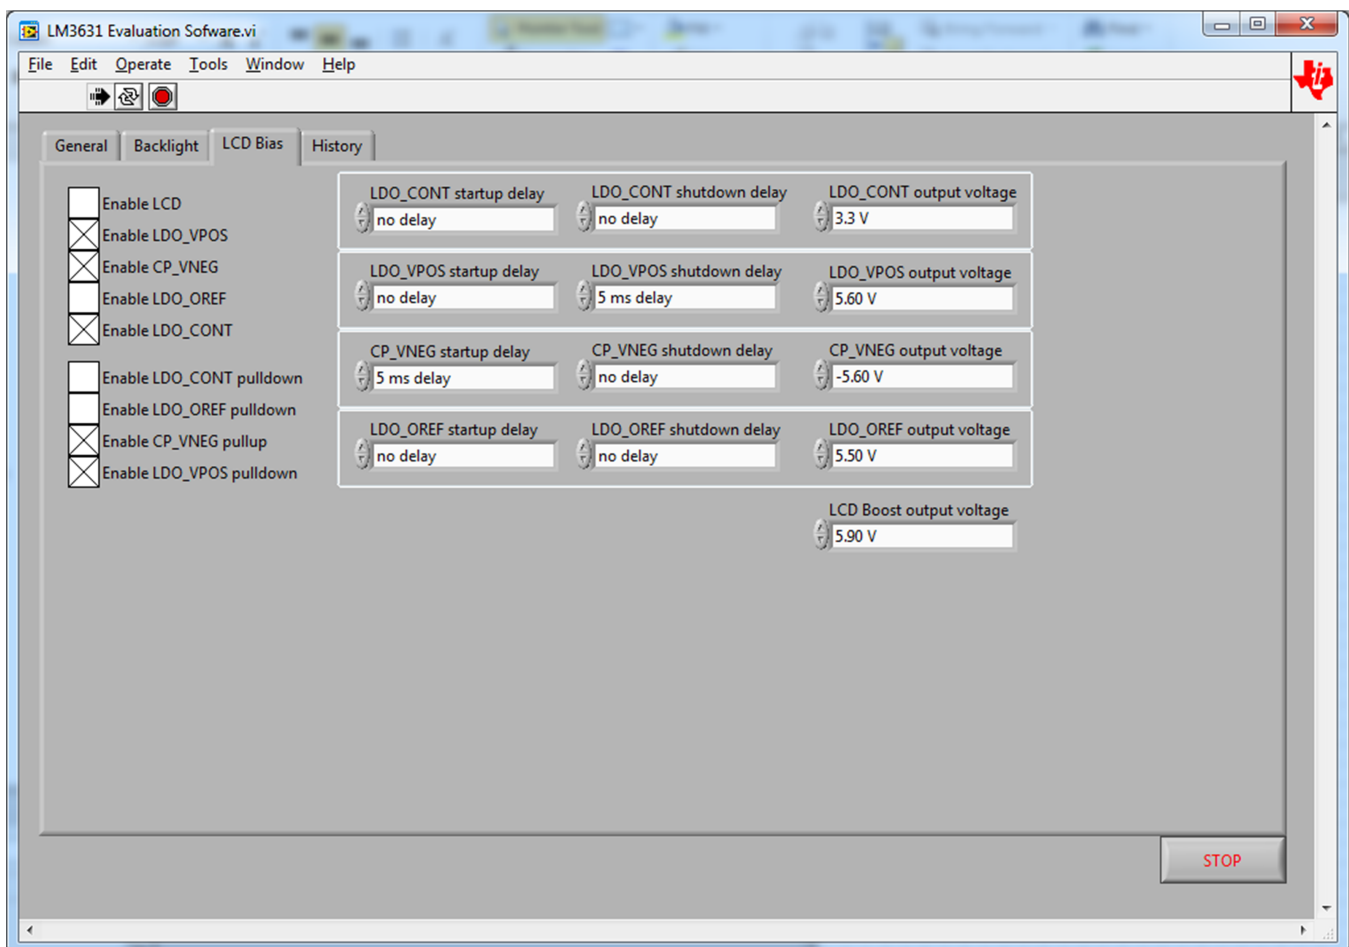 LM3631 Evaluation Sofware.vi
File Edit Operate Tools Window Help
General Backlight LCD Bias History
Enable LCD
Enable LDO_VPOS
Enable CP_VNEG
Enable LDO_OREF
Enable LDO_CONT
Enable LDO_CONT pulldown
Enable LDO_OREF pulldown
Enable CP_VNEG pullup
Enable LDO_VPOS pulldown
LDO_CONT startup delay LDO_CONT shutdown delay LDO_CONT output voltage
no delay no delay 3.3 V
LDO_VPOS startup delay LDO_VPOS shutdown delay LDO_VPOS output voltage
no delay 5 ms delay 5.60 V
CP_VNEG startup delay CP_VNEG shutdown delay CP_VNEG output voltage
5 ms delay no delay -5.60 V
LDO_OREF startup delay LDO_OREF shutdown delay LDO_OREF output voltage
no delay no delay 5.50 V
LCD Boost output voltage
5.90 V
STOP